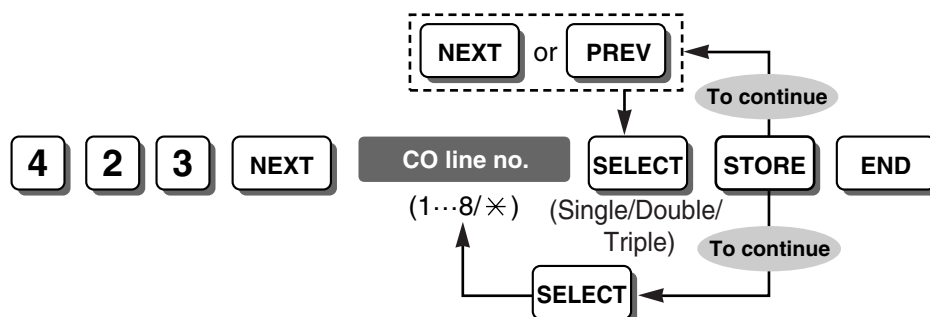 NEXT or PREV
To continue
4 2 3 NEXT CO line no. SELECT STORE END
(1···8/✳) (Single/Double/
Triple)
To continue
SELECT